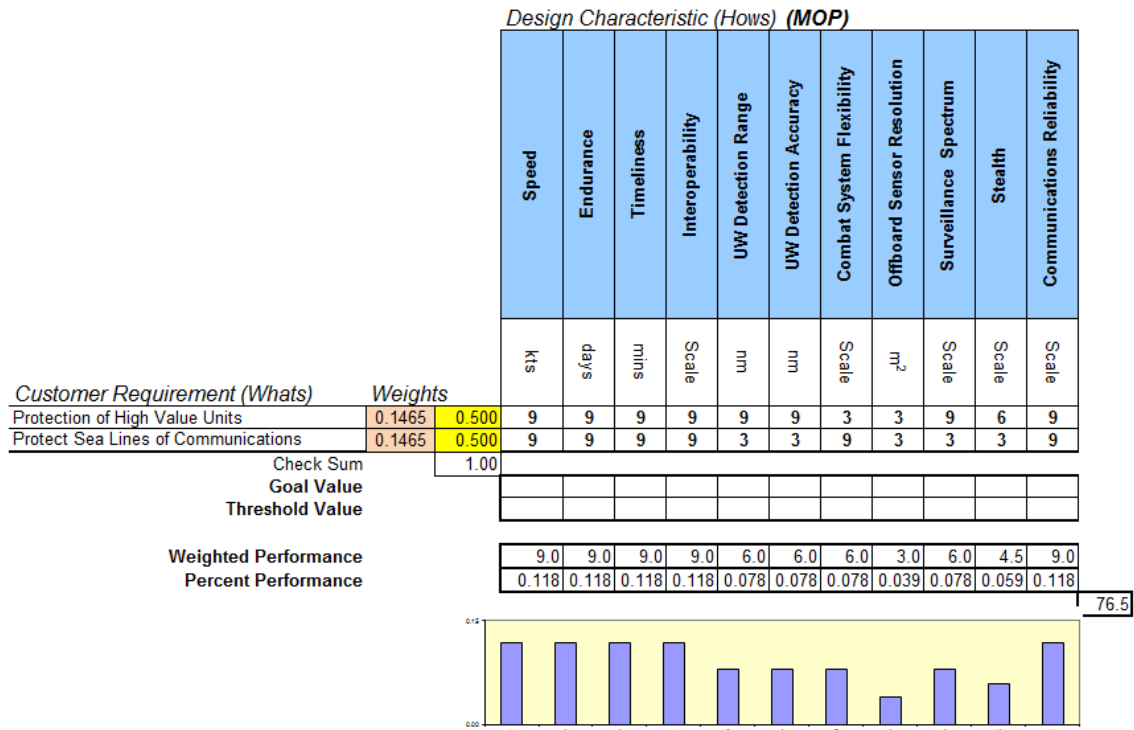 Design Characteristic (Hows) (MOP)
Speed
Endurance
Timeliness
Interoperability
UW Detection Range
UW Detection Accuracy
Combat System Flexibility
Offboard Sensor Resolution
Surveillance Spectrum
Stealth
Communications Reliability
kts days mins Scale nm nm Scale m² Scale Scale Scale
Customer Requirement (Whats) Weights
Protection of High Value Units 0.1465 0.500 9 9 9 9 9 9 3 3 9 6 9
Protect Sea Lines of Communications 0.1465 0.500 9 9 9 9 3 3 9 3 3 3 9
Check Sum 1.00
Goal Value
Threshold Value
Weighted Performance 9.0 9.0 9.0 9.0 6.0 6.0 6.0 3.0 6.0 4.5 9.0
Percent Performance 0.118 0.118 0.118 0.118 0.078 0.078 0.078 0.039 0.078 0.059 0.118
76.5
0.15
0.00